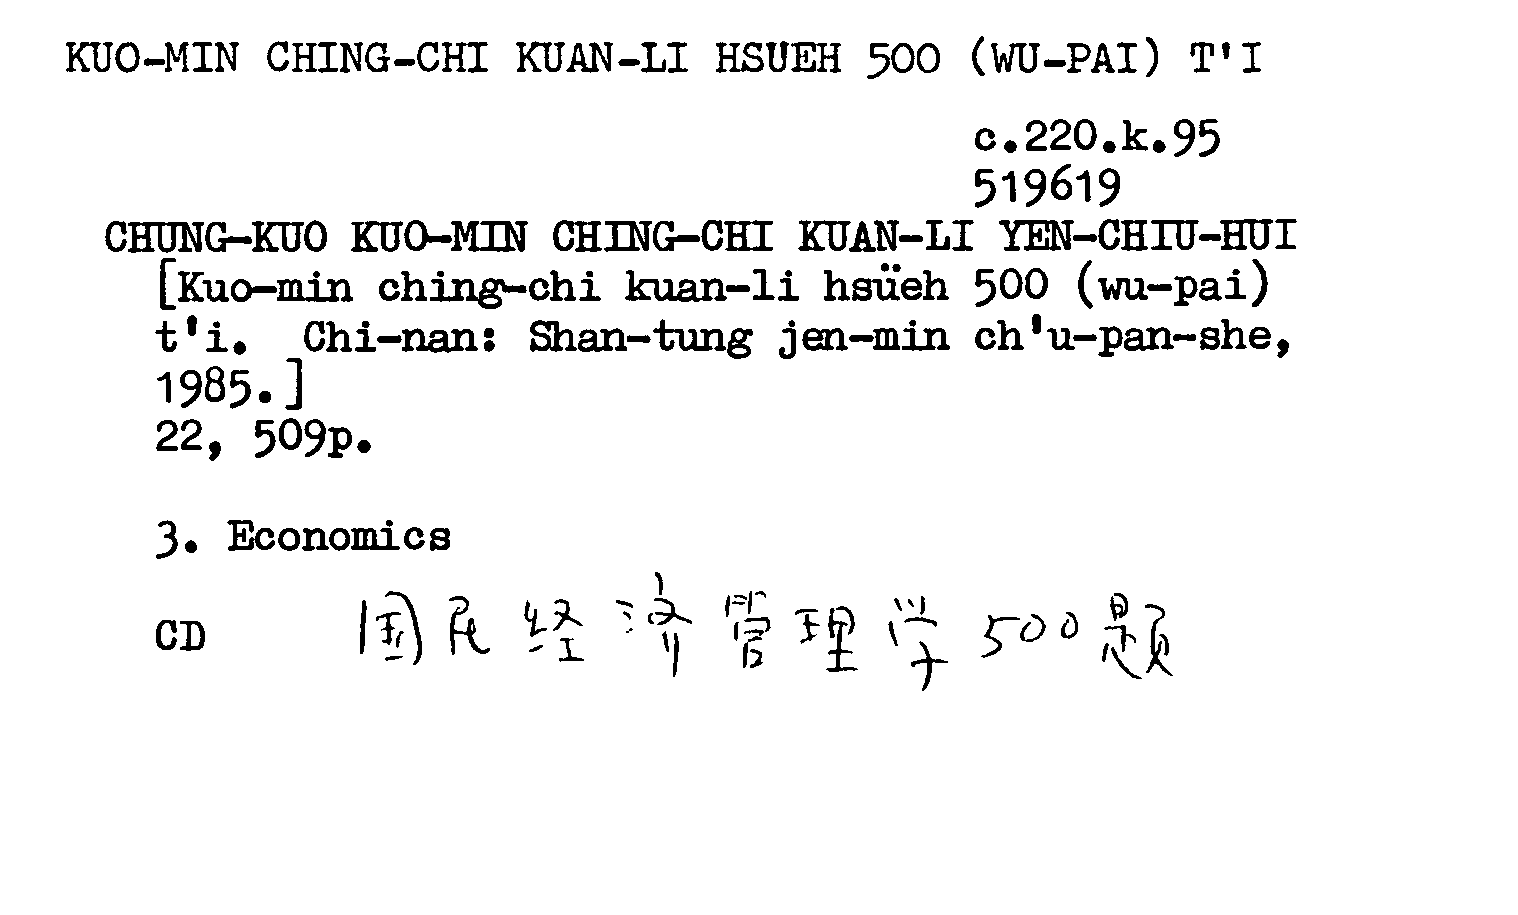 KUO-MIN CHING-CHI KUAN-LI HSUEH 500 (WU-PAI) T'I
c.220.k.95
519619
CHUNG-KUO KUO-MIN CHING-CHI KUAN-LI YEN-CHIU-HUI
[Kuo-min ching-chi kuan-li hsüeh 500 (wu-pai)
t'i. Chi-nan: Shan-tung jen-min ch'u-pan-she,
1985.]
22, 509p.
3. Economics
CD 国民经济管理学500题